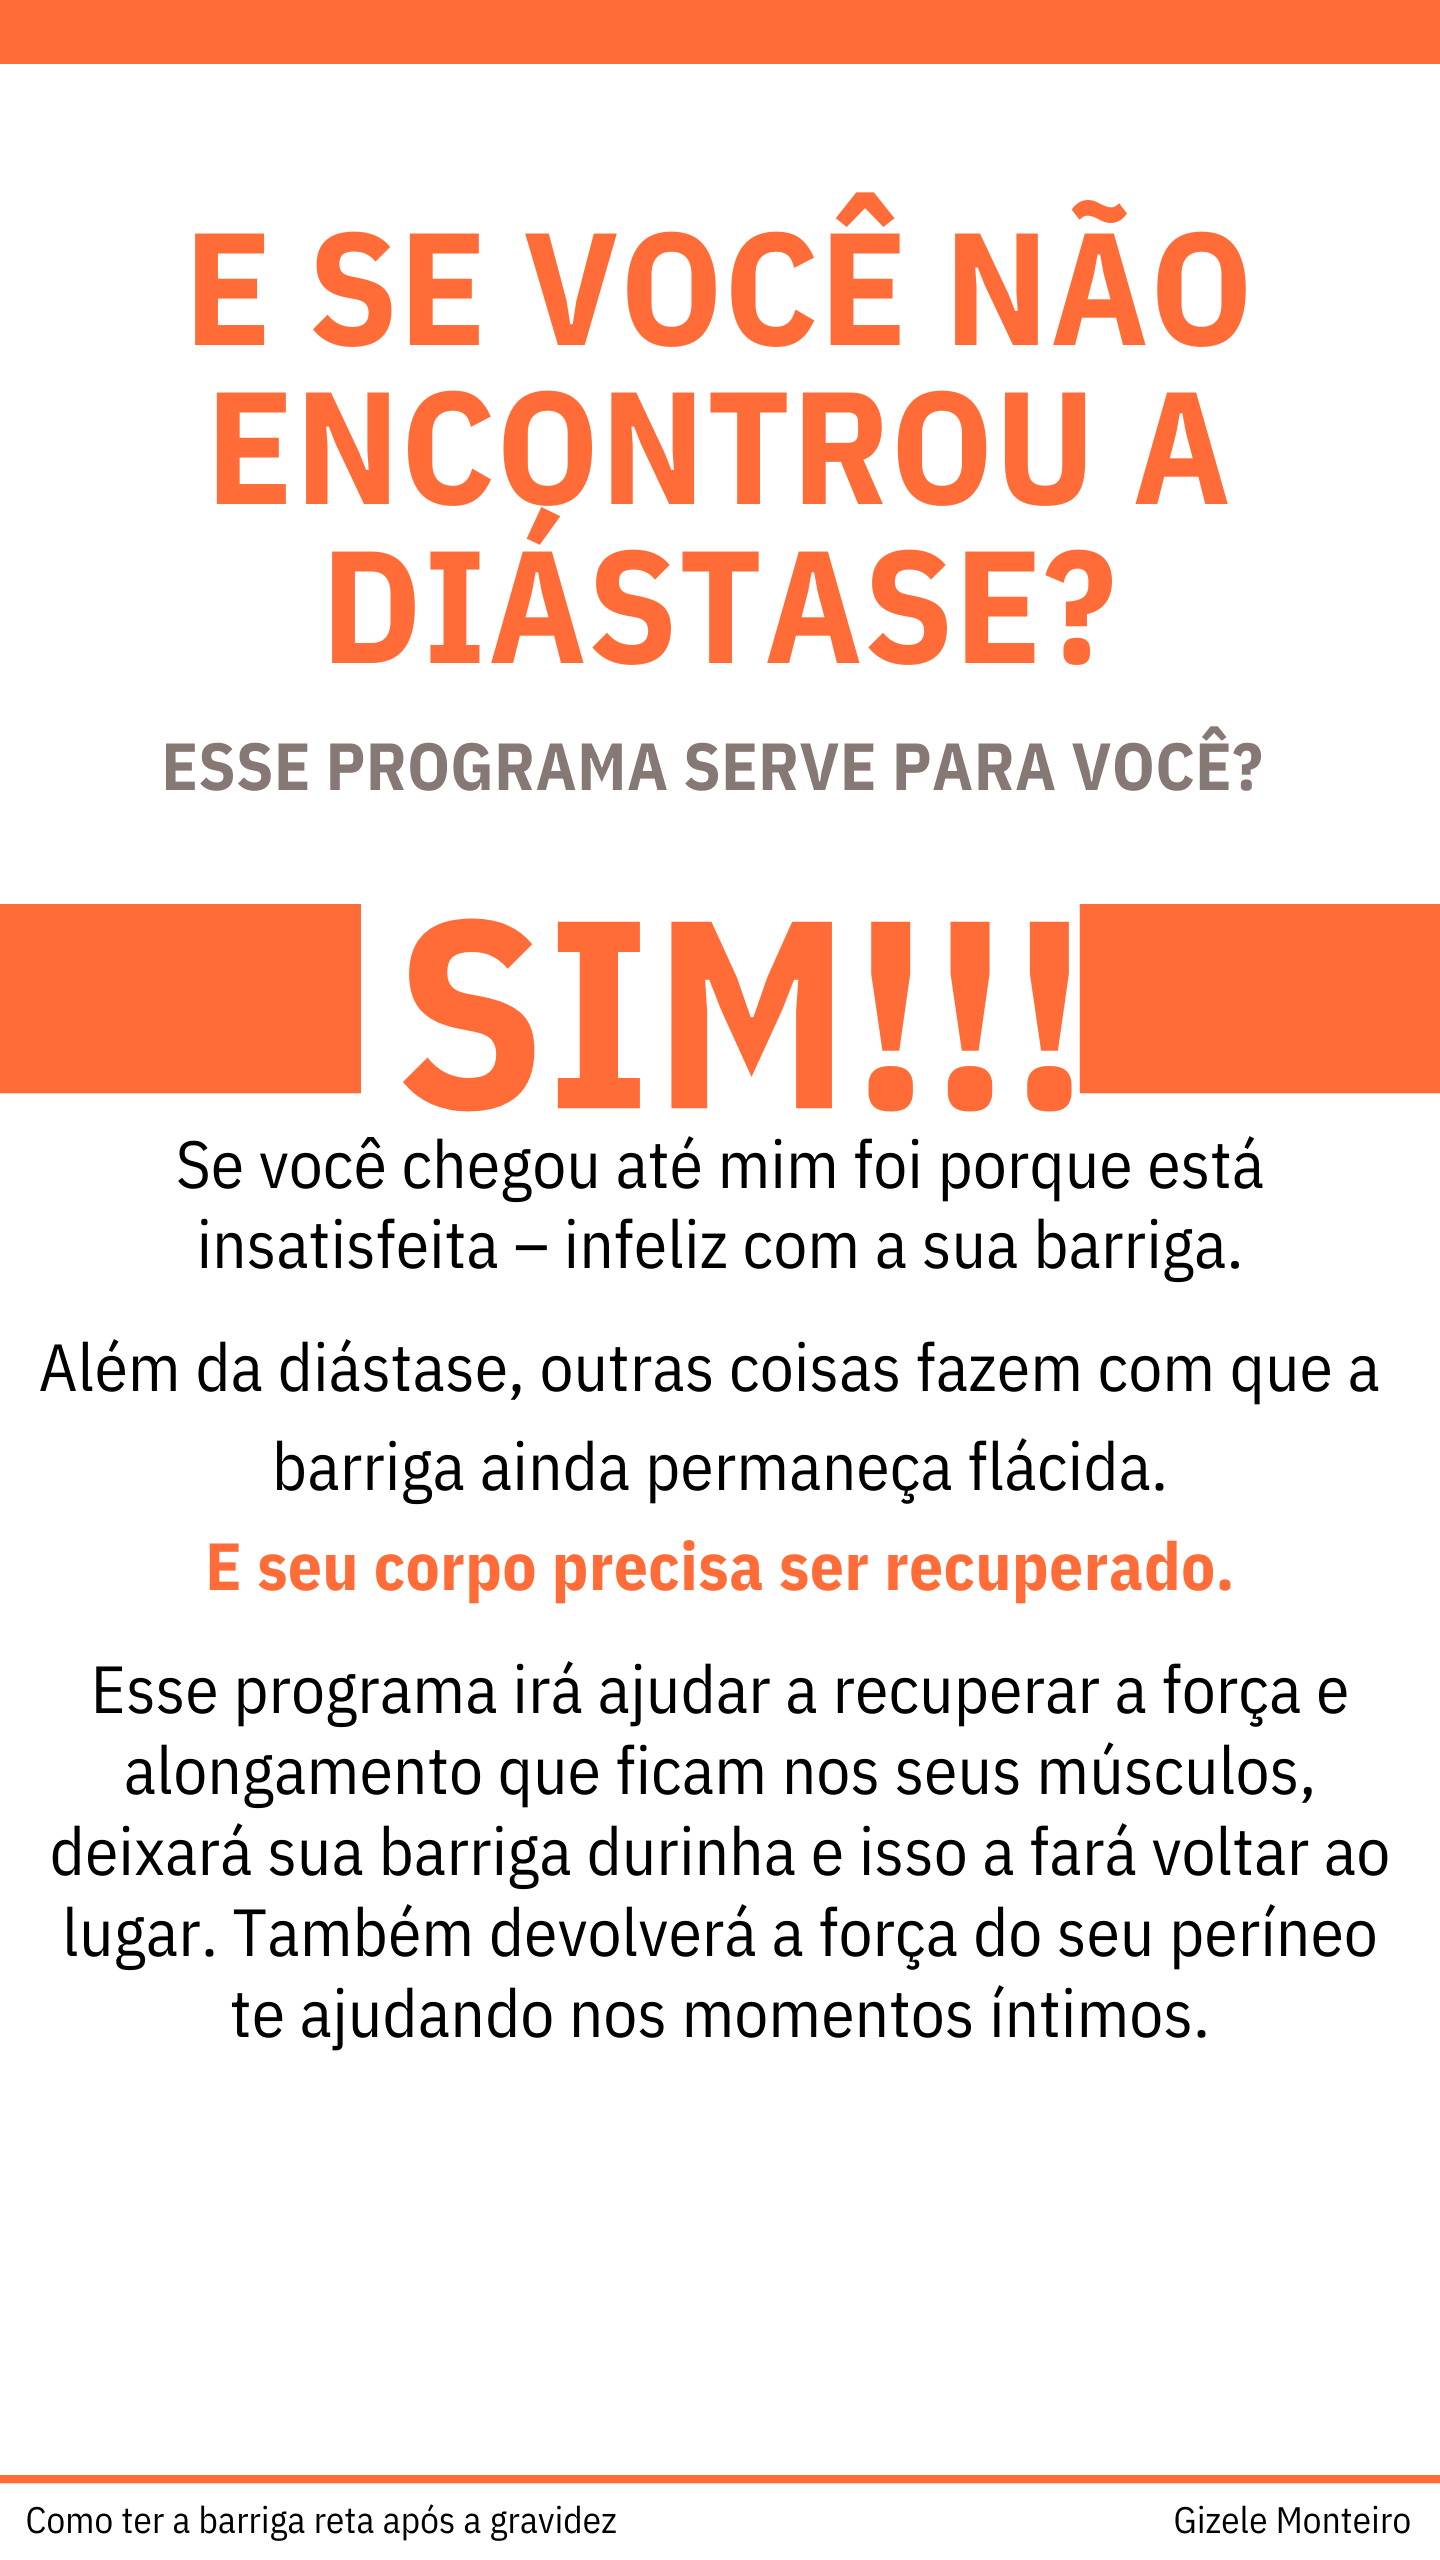 E SE VOCÊ NÃO
ENCONTROU A
DIÁSTASE?
ESSE PROGRAMA SERVE PARA VOCÊ?
SIM!!!
Se você chegou até mim foi porque está
insatisfeita – infeliz com a sua barriga.
Além da diástase, outras coisas fazem com que a
barriga ainda permaneça flácida.
E seu corpo precisa ser recuperado.
Esse programa irá ajudar a recuperar a força e
alongamento que ficam nos seus músculos,
deixará sua barriga durinha e isso a fará voltar ao
lugar. Também devolverá a força do seu períneo
te ajudando nos momentos íntimos.
Como ter a barriga reta após a gravidez
Gizele Monteiro